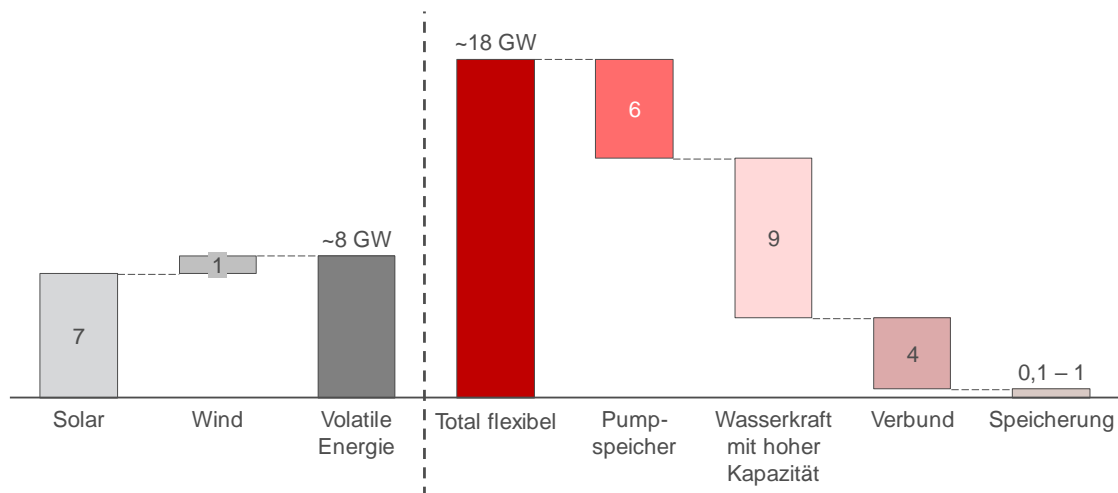 ~18 GW
6
9
~8 GW
1
7
4
0,1 – 1
Solar
Wind
Volatile
Energie
Total flexibel
Pump-
speicher
Wasserkraft
mit hoher
Kapazität
Verbund
Speicherung